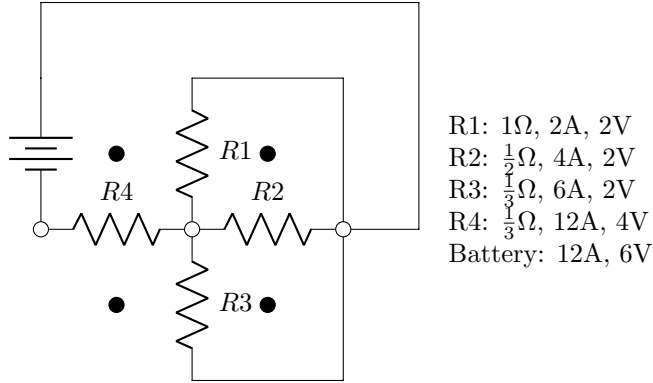 R1
R4
R2
R3
R1: 1Ω, 2A, 2V
R2: 1/2Ω, 4A, 2V
R3: 1/3Ω, 6A, 2V
R4: 1/3Ω, 12A, 4V
Battery: 12A, 6V